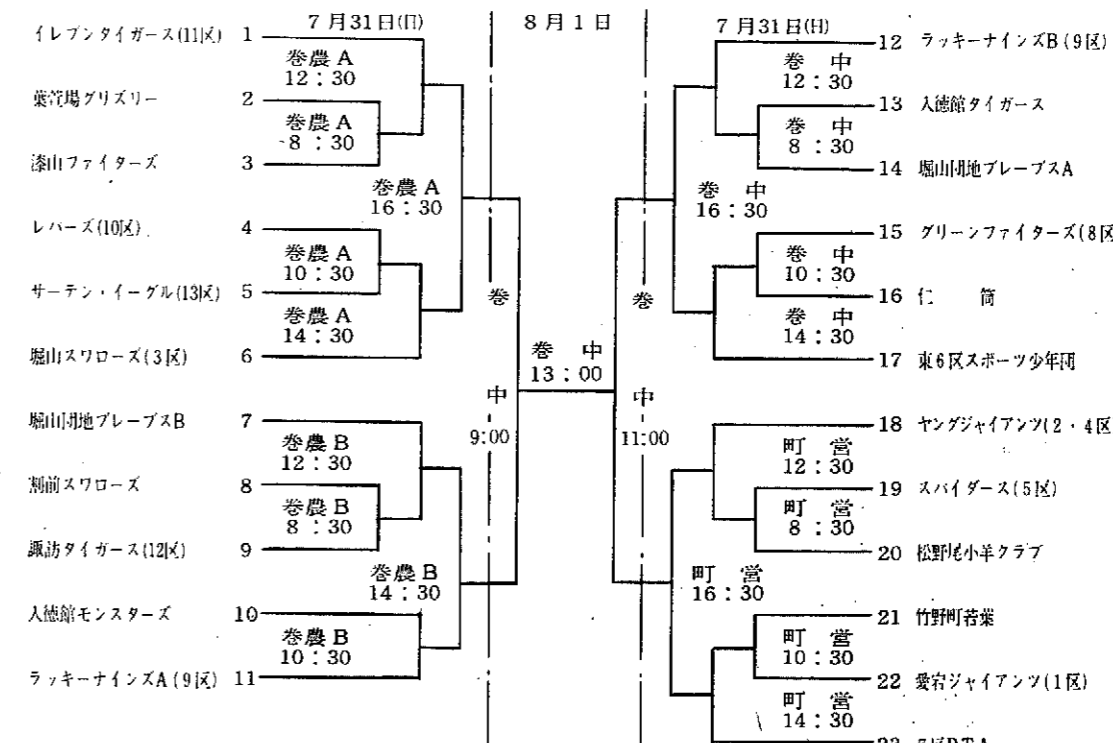 7月31日(日)
8月1日
7月31日(日)
イレブンタイガース(11区) 1
巻農A
12：30
葉萱場グリズリー 2
巻農A
8：30
漆山ファイターズ 3
巻農A
16：30
レバーズ(10区) 4
巻農A
10：30
サーテン・イーグル(13区) 5
巻農A
14：30
堀山スワローズ(3区) 6
堀山団地ブレーブスB 7
巻農B
12：30
割前スワローズ 8
巻農B
8：30
諏訪タイガース(12区) 9
巻農B
14：30
人徳館モンスターズ 10
巻農B
10：30
ラッキーナインズA(9区) 11
巻中
9:00
巻中
13：00
巻中
11:00
12 ラッキーナインズB(9区)
巻中
12：30
13 人徳館タイガース
巻中
8：30
14 堀山団地ブレーブスA
巻中
16：30
15 グリーンファイターズ(8区
巻中
10：30
16 仁箇
巻中
14：30
17 東6区スポーツ少年団
18 ヤングジャイアンツ(2・4区
町営
12：30
19 スパイダース(5区)
町営
8：30
20 松野尾小羊クラブ
町営
16：30
21 竹野町若葉
町営
10：30
22 愛宕ジャイアンツ(1区)
町営
14：30